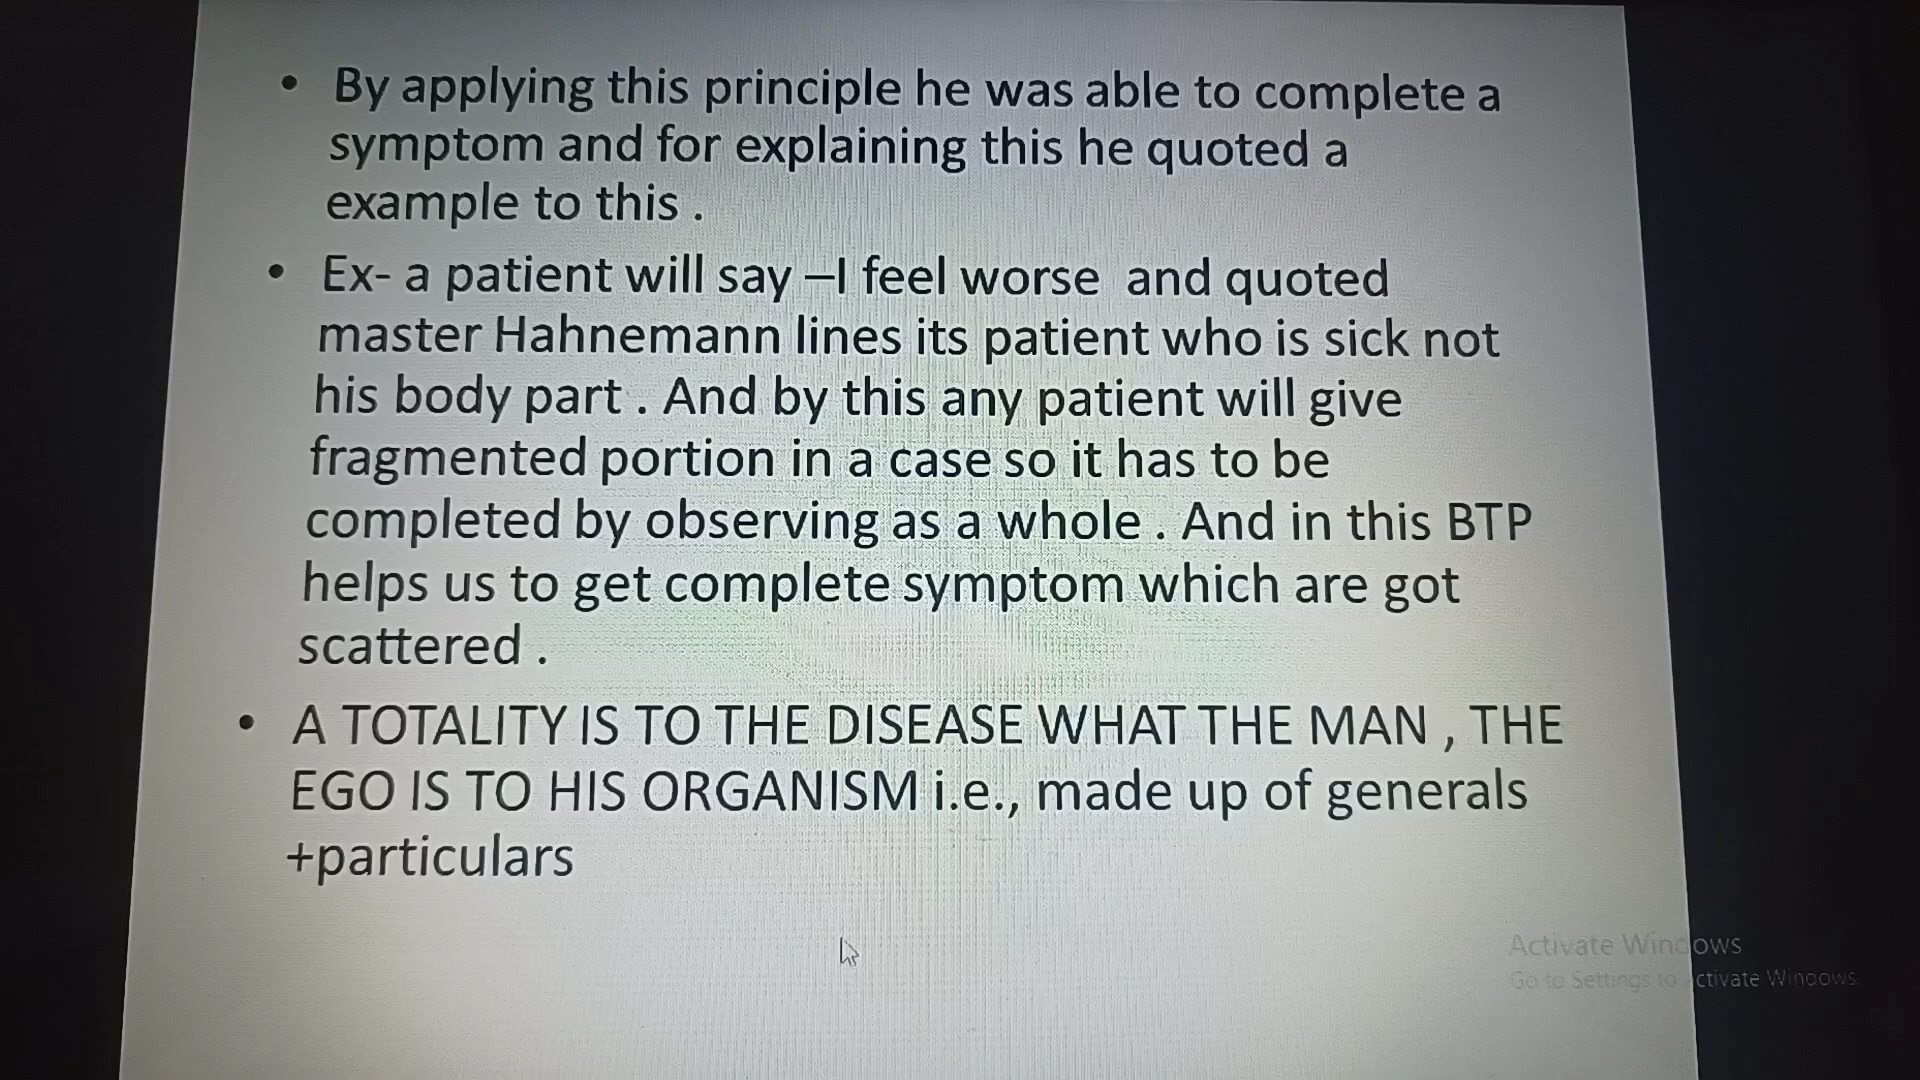 • By applying this principle he was able to complete a
symptom and for explaining this he quoted a
example to this .
• Ex- a patient will say –I feel worse  and quoted
master Hahnemann lines its patient who is sick not
his body part . And by this any patient will give
fragmented portion in a case so it has to be
completed by observing as a whole . And in this BTP
helps us to get complete symptom which are got
scattered .
• A TOTALITY IS TO THE DISEASE WHAT THE MAN , THE
EGO IS TO HIS ORGANISM i.e., made up of generals
+particulars
Activate Windows
Go to Settings to activate Windows.